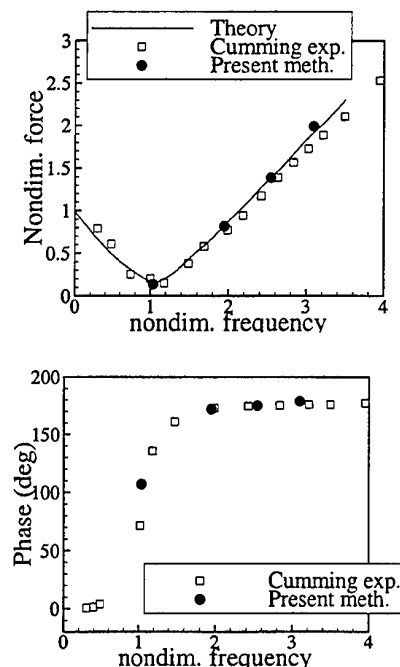 Theory
Cumming exp.
Present meth.
3
2.5
2
1.5
1
0.5
0
Nondim. force
0 1 2 3 4
nondim. frequency
200
150
100
50
0
Phase (deg)
Cumming exp.
Present meth.
0 1 2 3 4
nondim. frequency